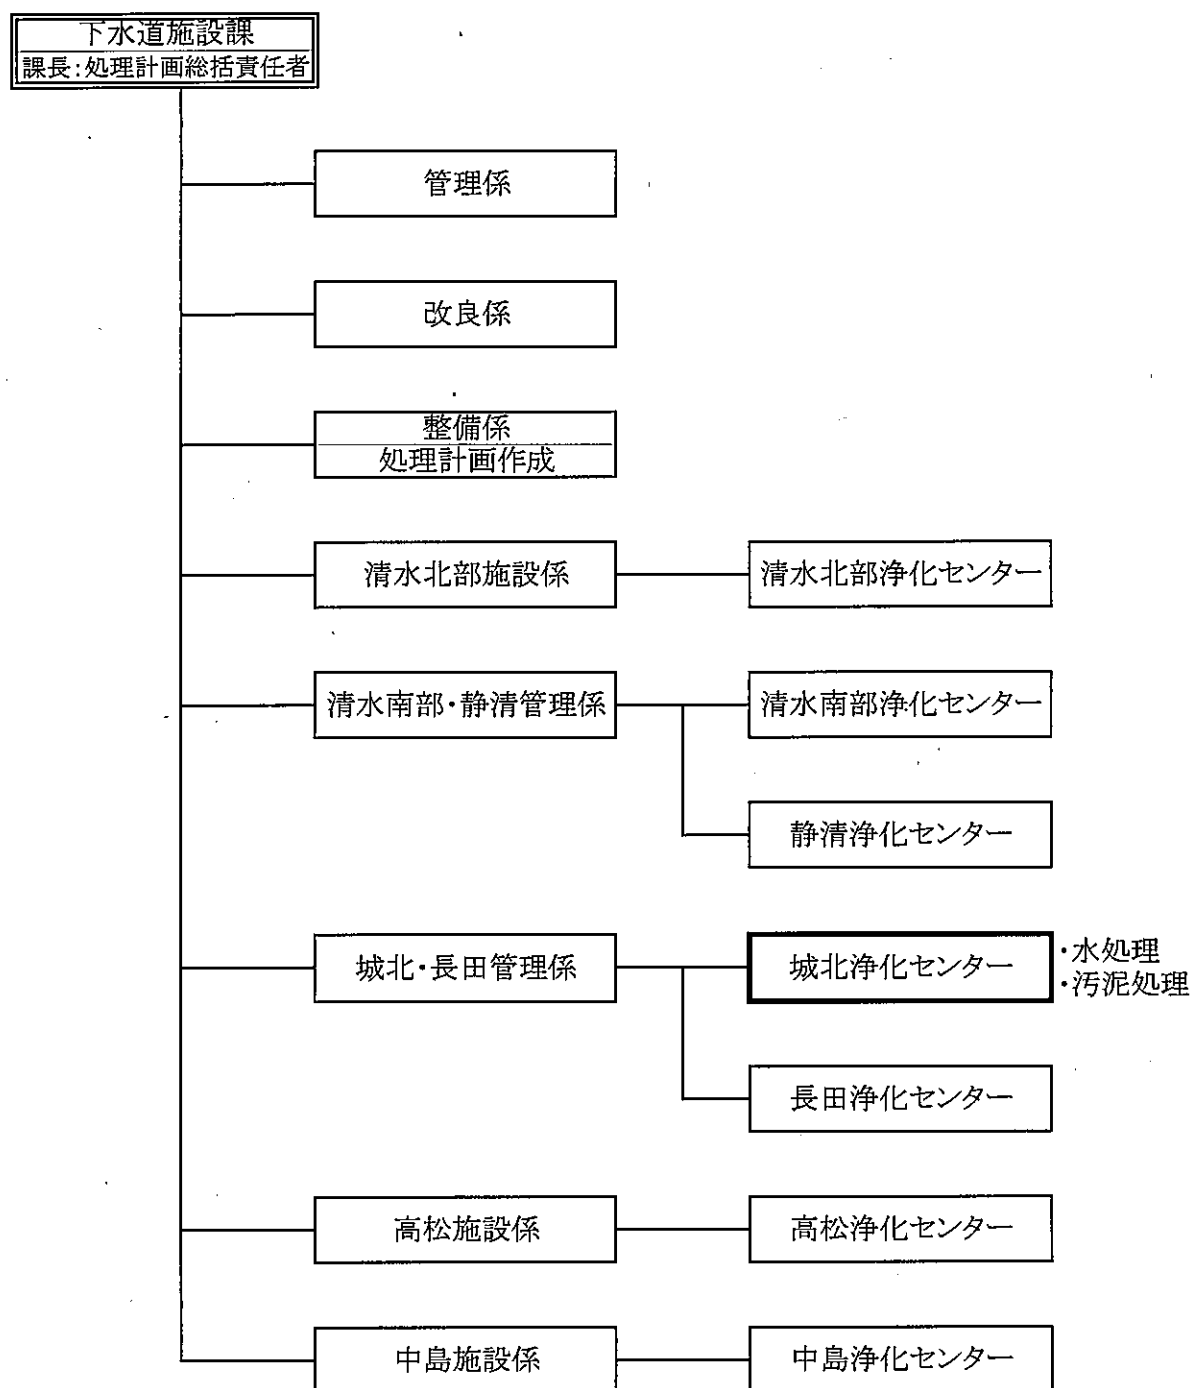 下水道施設課
課長:処理計画総括責任者
管理係
改良係
整備係
処理計画作成
清水北部施設係
清水北部浄化センター
清水南部・静清管理係
清水南部浄化センター
静清浄化センター
城北・長田管理係
城北浄化センター
・水処理
・汚泥処理
長田浄化センター
高松施設係
高松浄化センター
中島施設係
中島浄化センター